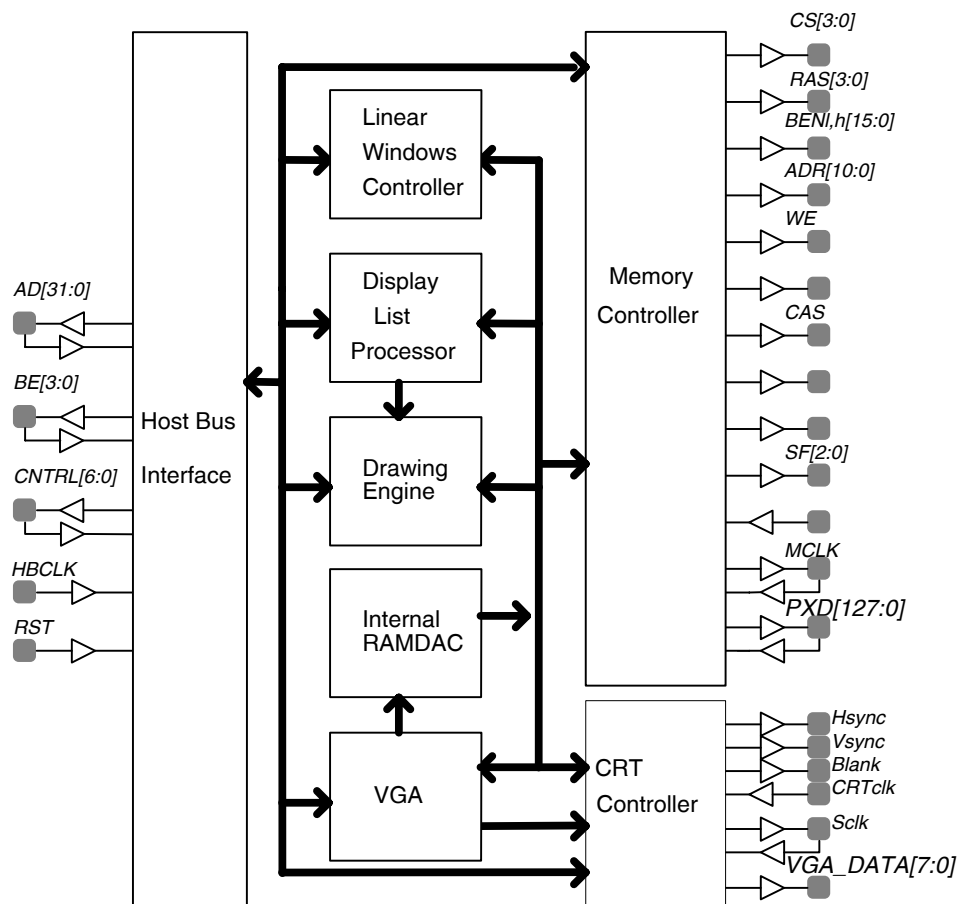 CS[3:0]
RAS[3:0]
BENl,h[15:0]
ADR[10:0]
WE
CAS
SF[2:0]
MCLK
PXD[127:0]
Memory
Controller
Linear
Windows
Controller
Display
List
Processor
Drawing
Engine
Internal
RAMDAC
VGA
AD[31:0]
BE[3:0]
CNTRL[6:0]
HBCLK
RST
Host Bus
Interface
CRT
Controller
Hsync
Vsync
Blank
CRTclk
Sclk
VGA_DATA[7:0]